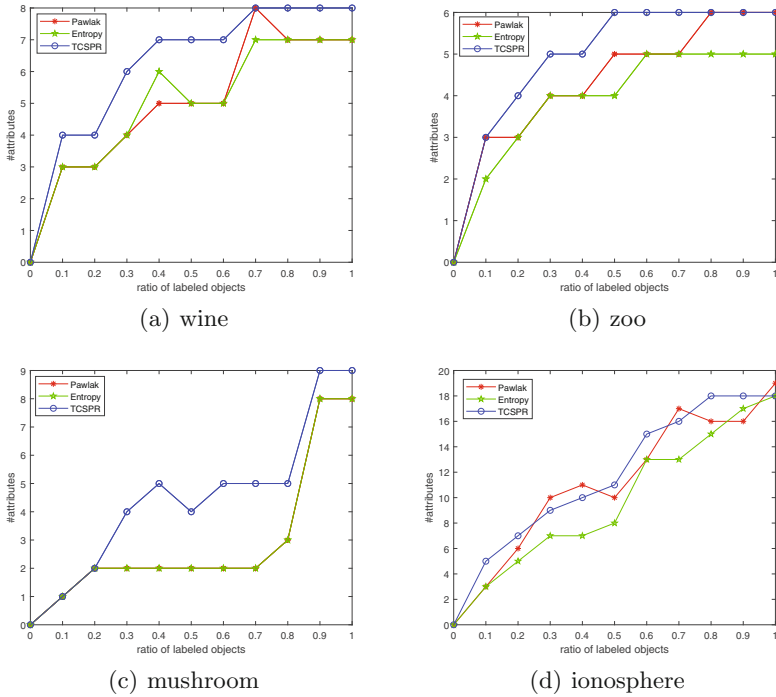 8
7
6
5
4
3
2
1
0
#attributes
Pawlak
Entropy
TCSPR
0 0.1 0.2 0.3 0.4 0.5 0.6 0.7 0.8 0.9 1
ratio of labeled objects
(a) wine
6
5
4
3
2
1
0
#attributes
Pawlak
Entropy
TCSPR
0 0.1 0.2 0.3 0.4 0.5 0.6 0.7 0.8 0.9 1
ratio of labeled objects
(b) zoo
9
8
7
6
5
4
3
2
1
0
#attributes
Pawlak
Entropy
TCSPR
0 0.1 0.2 0.3 0.4 0.5 0.6 0.7 0.8 0.9 1
ratio of labeled objects
(c) mushroom
20
18
16
14
12
10
8
6
4
2
0
#attributes
Pawlak
Entropy
TCSPR
0 0.1 0.2 0.3 0.4 0.5 0.6 0.7 0.8 0.9 1
ratio of labeled objects
(d) ionosphere